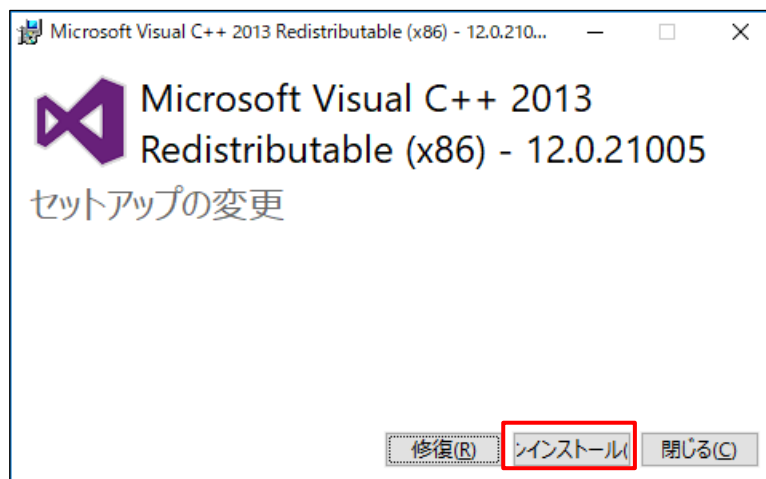 Microsoft Visual C++ 2013 Redistributable (x86) - 12.0.210...
Microsoft Visual C++ 2013
Redistributable (x86) - 12.0.21005
セットアップの変更
修復(R) ンインストール( 閉じる(C)